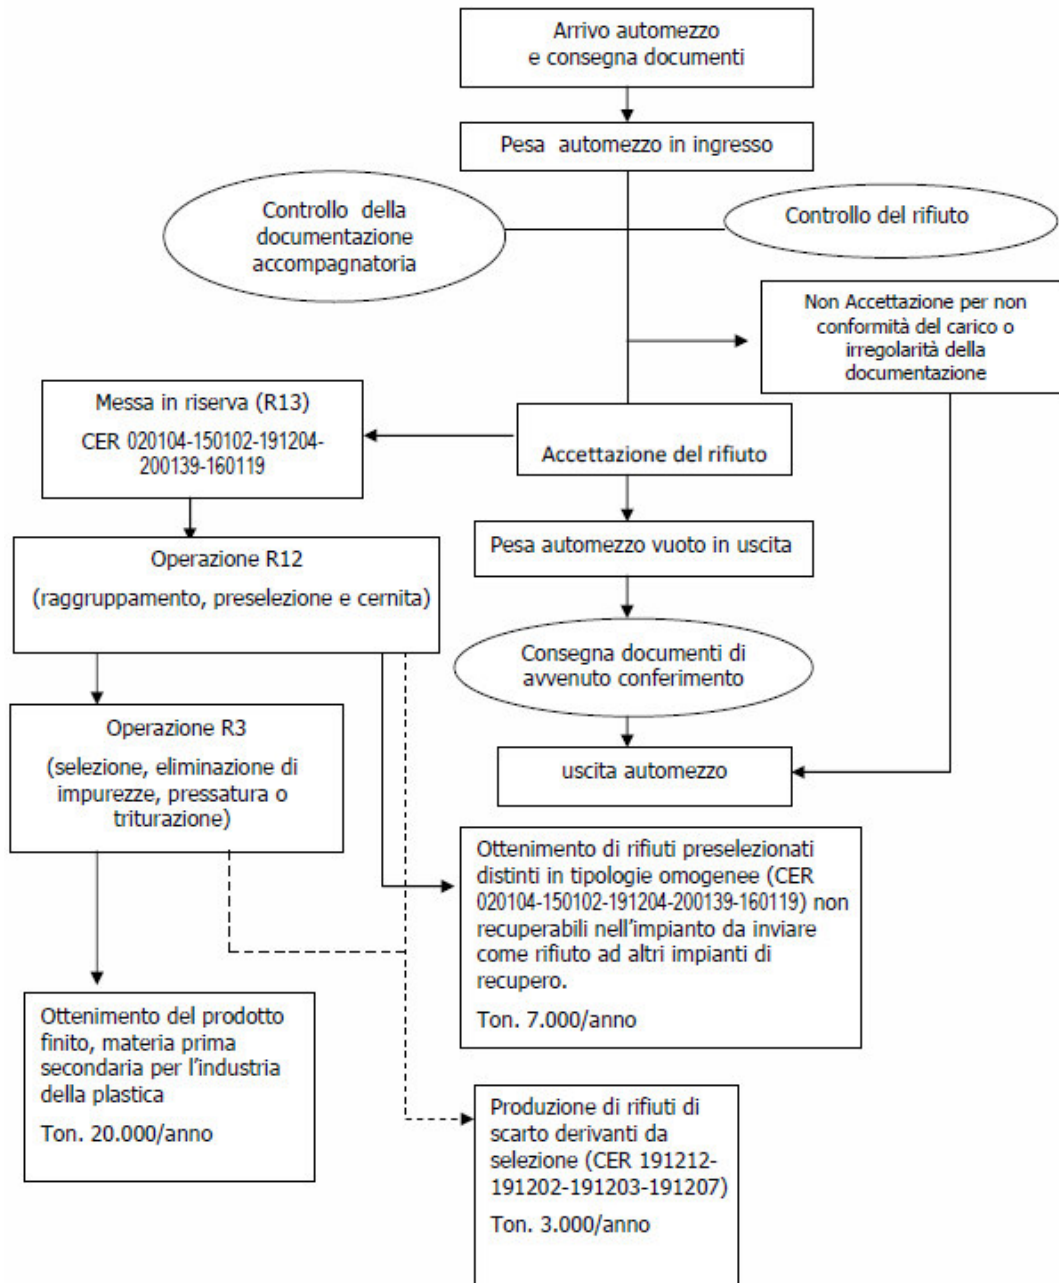 Arrivo automezzo
e consegna documenti
Pesa automezzo in ingresso
Controllo della
documentazione
accompagnatoria
Controllo del rifiuto
Non Accettazione per non
conformità del carico o
irregolarità della
documentazione
Messa in riserva (R13)
CER 020104-150102-191204-
200139-160119
Accettazione del rifiuto
Operazione R12
(raggruppamento, preselezione e cernita)
Pesa automezzo vuoto in uscita
Consegna documenti di
avvenuto conferimento
Operazione R3
(selezione, eliminazione di
impurezze, pressatura o
triturazione)
uscita automezzo
Ottenimento di rifiuti preselezionati
distinti in tipologie omogenee (CER
020104-150102-191204-200139-160119) non
recuperabili nell'impianto da inviare
come rifiuto ad altri impianti di
recupero.
Ton. 7.000/anno
Ottenimento del prodotto
finito, materia prima
secondaria per l'industria
della plastica
Ton. 20.000/anno
Produzione di rifiuti di
scarto derivanti da
selezione (CER 191212-
191202-191203-191207)
Ton. 3.000/anno